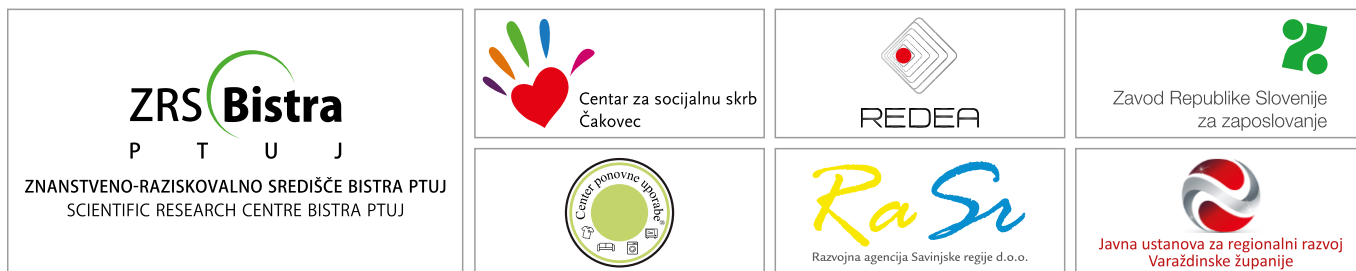 ZRS Bistra
P T U J
ZNANSTVENO-RAZISKOVALNO SREDIŠČE BISTRA PTUJ
SCIENTIFIC RESEARCH CENTRE BISTRA PTUJ
Centar za socijalnu skrb
Čakovec
REDEA
Zavod Republike Slovenije
za zaposlovanje
Center ponovne uporabe®
RaSr
Razvojna agencija Savinjske regije d.o.o.
Javna ustanova za regionalni razvoj
Varaždinske županije